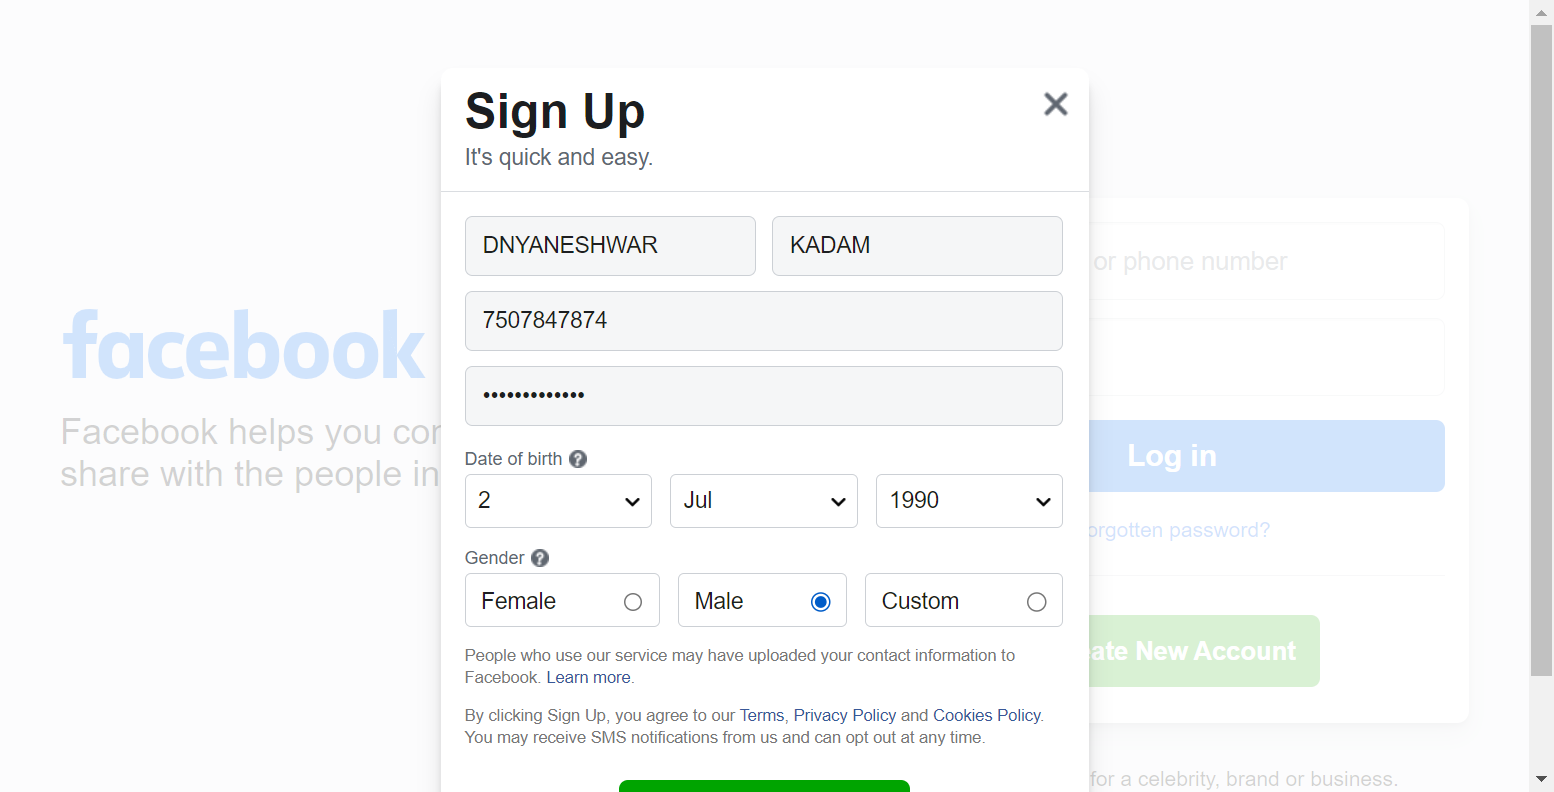 Sign Up
It's quick and easy.
DNYANESHWAR KADAM
7507847874
•••••••••••••
Date of birth ?
2 Jul 1990
Gender ?
Female Male Custom
People who use our service may have uploaded your contact information to
Facebook. Learn more.
By clicking Sign Up, you agree to our Terms, Privacy Policy and Cookies Policy.
You may receive SMS notifications from us and can opt out at any time.
facebook
Facebook helps you
share with the people in
or phone number
Log in
password?
New Account
for a celebrity, brand or business.